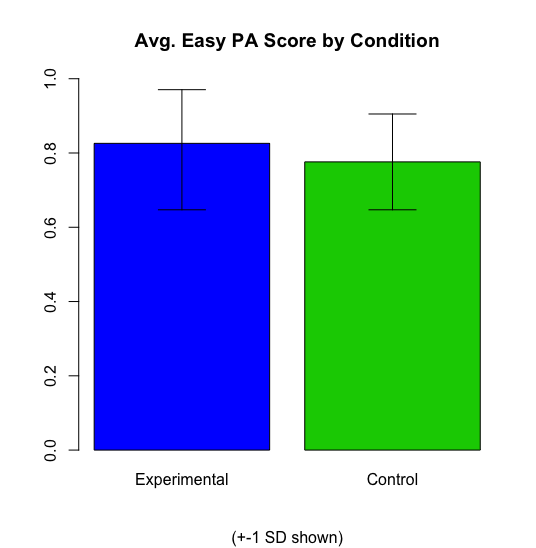 Avg. Easy PA Score by Condition
1.0
0.8
0.6
0.4
0.2
0.0
Experimental Control
(+-1 SD shown)